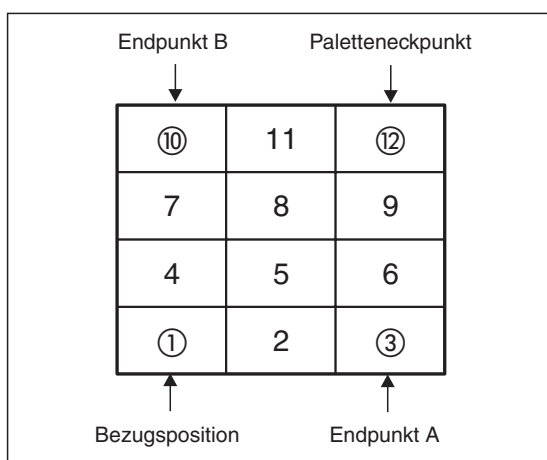 Endpunkt B Paletteneckpunkt
⑩ 11 ⑫
7 8 9
4 5 6
① 2 ③
Bezugsposition Endpunkt A